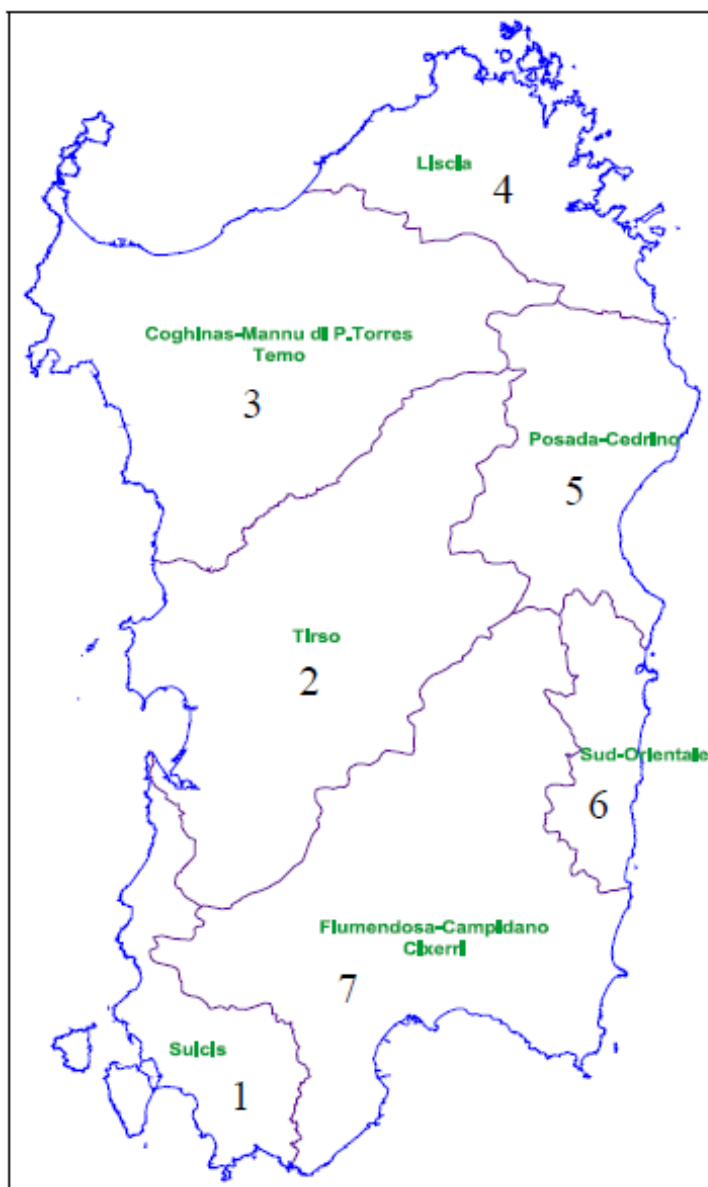 Liscia
4
Coghinas-Mannu di P.Torres
Temo
3
Posada-Cedrino
5
Tirso
2
Sud-Orientale
6
Flumendosa-Campidano
Cixerri
7
Sulcis
1